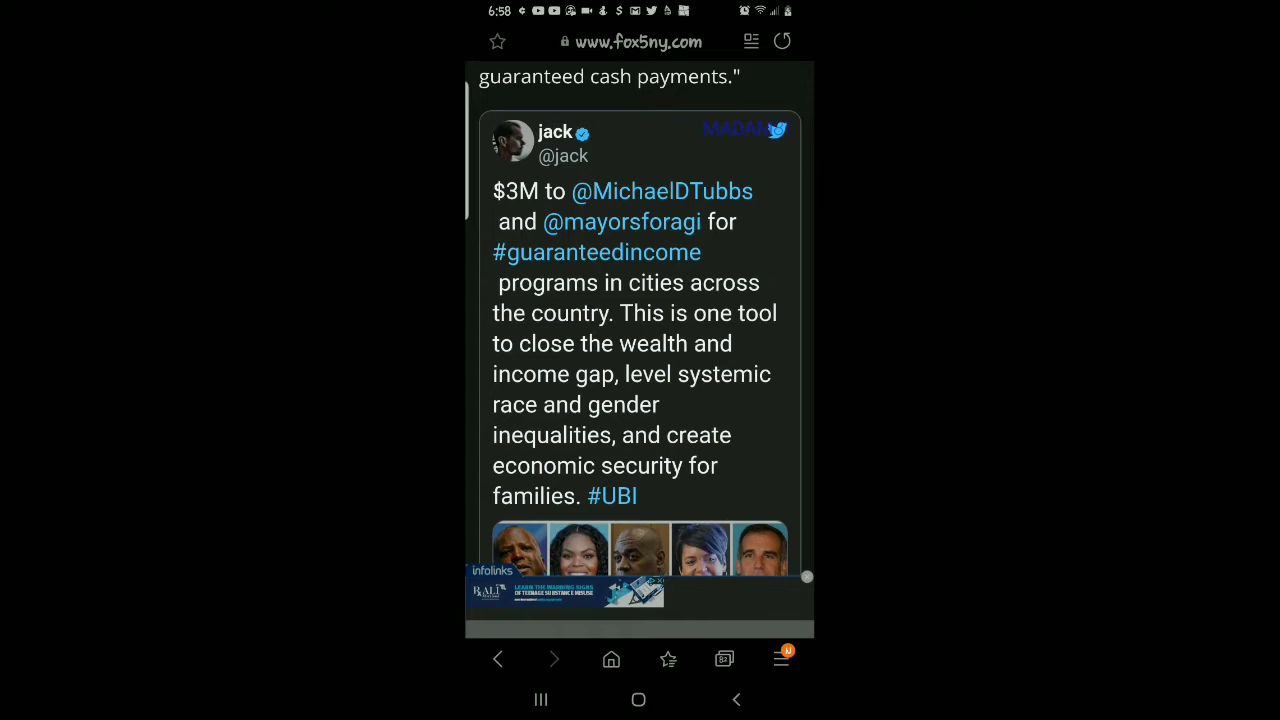 6:58
www.fox5ny.com
guaranteed cash payments."
jack
MADAM
@jack
$3M to @MichaelDTubbs
and @mayorsforagi for
#guaranteedincome
programs in cities across
the country. This is one tool
to close the wealth and
income gap, level systemic
race and gender
inequalities, and create
economic security for
families. #UBI
infolinks
LEARN THE WARNING SIGNS
OF TEENAGE SUBSTANCE MISUSE
82
N